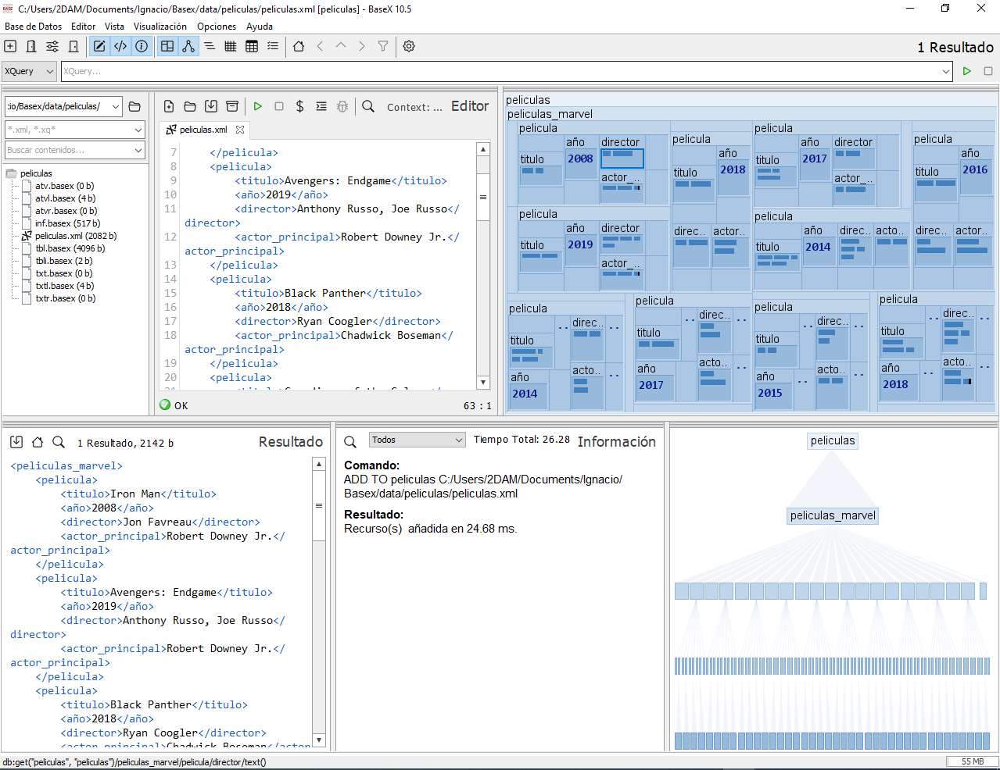 C:/Users/2DAM/Documents/Ignacio/Basex/data/peliculas/peliculas.xml [peliculas] - BaseX 10.5
Base de Datos Editor Vista Visualización Opciones Ayuda
1 Resultado
XQuery XQuery...
:io/Basex/data/peliculas/
*.xml, *.xq*
Buscar contenidos...
peliculas
atv.basex (0 b)
atvl.basex (4 b)
atvr.basex (0 b)
inf.basex (517 b)
peliculas.xml (2082 b)
tbl.basex (4096 b)
tbli.basex (2 b)
txt.basex (0 b)
txtl.basex (4 b)
txtr.basex (0 b)
Context: ... Editor
peliculas.xml
7 </pelicula>
8 <pelicula>
9 <titulo>Avengers: Endgame</titulo>
10 <año>2019</año>
11 <director>Anthony Russo, Joe Russo</
director>
12 <actor_principal>Robert Downey Jr.</
actor_principal>
13 </pelicula>
14 <pelicula>
15 <titulo>Black Panther</titulo>
16 <año>2018</año>
17 <director>Ryan Coogler</director>
18 <actor_principal>Chadwick Boseman</
actor_principal>
19 </pelicula>
20 <pelicula>
OK 63 : 1
peliculas
peliculas_marvel
pelicula
titulo
año
2008
director
actor_...
pelicula
titulo
año
2018
direc...
actor...
pelicula
titulo
año
2017
director
actor_...
pelicula
titulo
año
2016
direc...
actor...
pelicula
titulo
año
2019
director
actor_...
pelicula
titulo
año
2014
direc...
acto...
pelicula
titulo
año
2014
direc...
acto...
pelicula
titulo
año
2017
direc...
acto...
pelicula
titulo
año
2015
direc...
acto...
pelicula
titulo
año
2018
direc...
acto...
1 Resultado, 2142 b Resultado
<peliculas_marvel>
<pelicula>
<titulo>Iron Man</titulo>
<año>2008</año>
<director>Jon Favreau</director>
<actor_principal>Robert Downey Jr.</
actor_principal>
</pelicula>
<pelicula>
<titulo>Avengers: Endgame</titulo>
<año>2019</año>
<director>Anthony Russo, Joe Russo</
director>
<actor_principal>Robert Downey Jr.</
actor_principal>
</pelicula>
<pelicula>
<titulo>Black Panther</titulo>
<año>2018</año>
<director>Ryan Coogler</director>
<actor_principal>Chadwick Boseman</actor
Todos Tiempo Total: 26.28 Información
Comando:
ADD TO peliculas C:/Users/2DAM/Documents/Ignacio/
Basex/data/peliculas/peliculas.xml
Resultado:
Recurso(s) añadida en 24.68 ms.
peliculas
peliculas_marvel
db:get("peliculas", "peliculas")/peliculas_marvel/pelicula/director/text()
55 MB